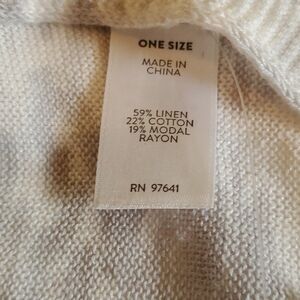 ONE SIZE
MADE IN
CHINA
59% LINEN
22% COTTON
19% MODAL
RAYON
RN 97641